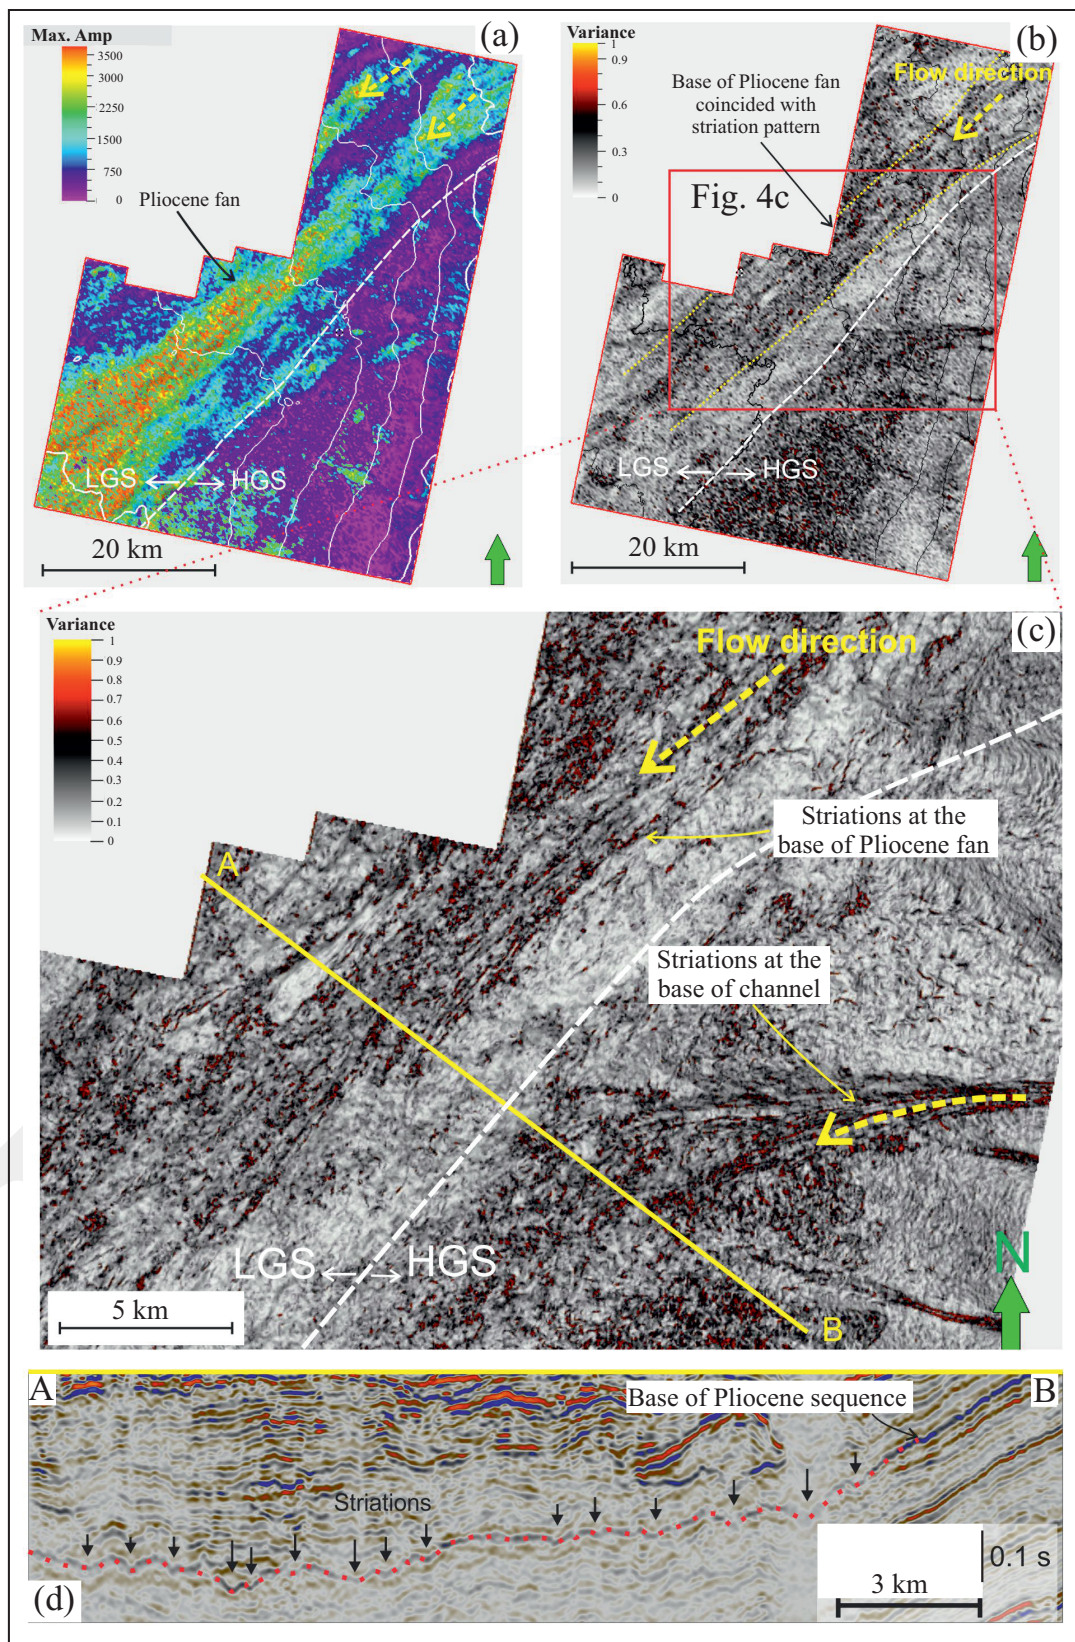 Max. Amp
(a)
3500
3000
2250
1500
750
0
Pliocene fan
LGS
HGS
20 km
Variance
(b)
1
0.9
0.6
0.3
0
Base of Pliocene fan
coincided with
striation pattern
Flow direction
Fig. 4c
LGS
HGS
20 km
Variance
(c)
1
0.9
0.8
0.7
0.6
0.5
0.4
0.3
0.2
0.1
0
Flow direction
Striations at the
base of Pliocene fan
A
Striations at the
base of channel
LGS
HGS
N
5 km
B
A
B
Base of Pliocene sequence
Striations
0.1 s
3 km
(d)